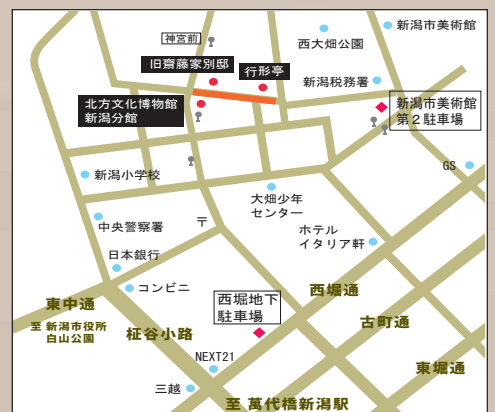 神宮前
新潟市美術館
西大畑公園
旧齋藤家別邸
行形亭
新潟税務署
北方文化博物館
新潟分館
新潟市美術館
第2駐車場
GS
新潟小学校
大畑少年
センター
中央警察署
〒
ホテル
イタリア軒
日本銀行
コンビニ
西堀地下
駐車場
西堀通
東中通
至 新潟市役所
白山公園
柾谷小路
古町通
NEXT21
東堀通
三越
至 萬代橋新潟駅